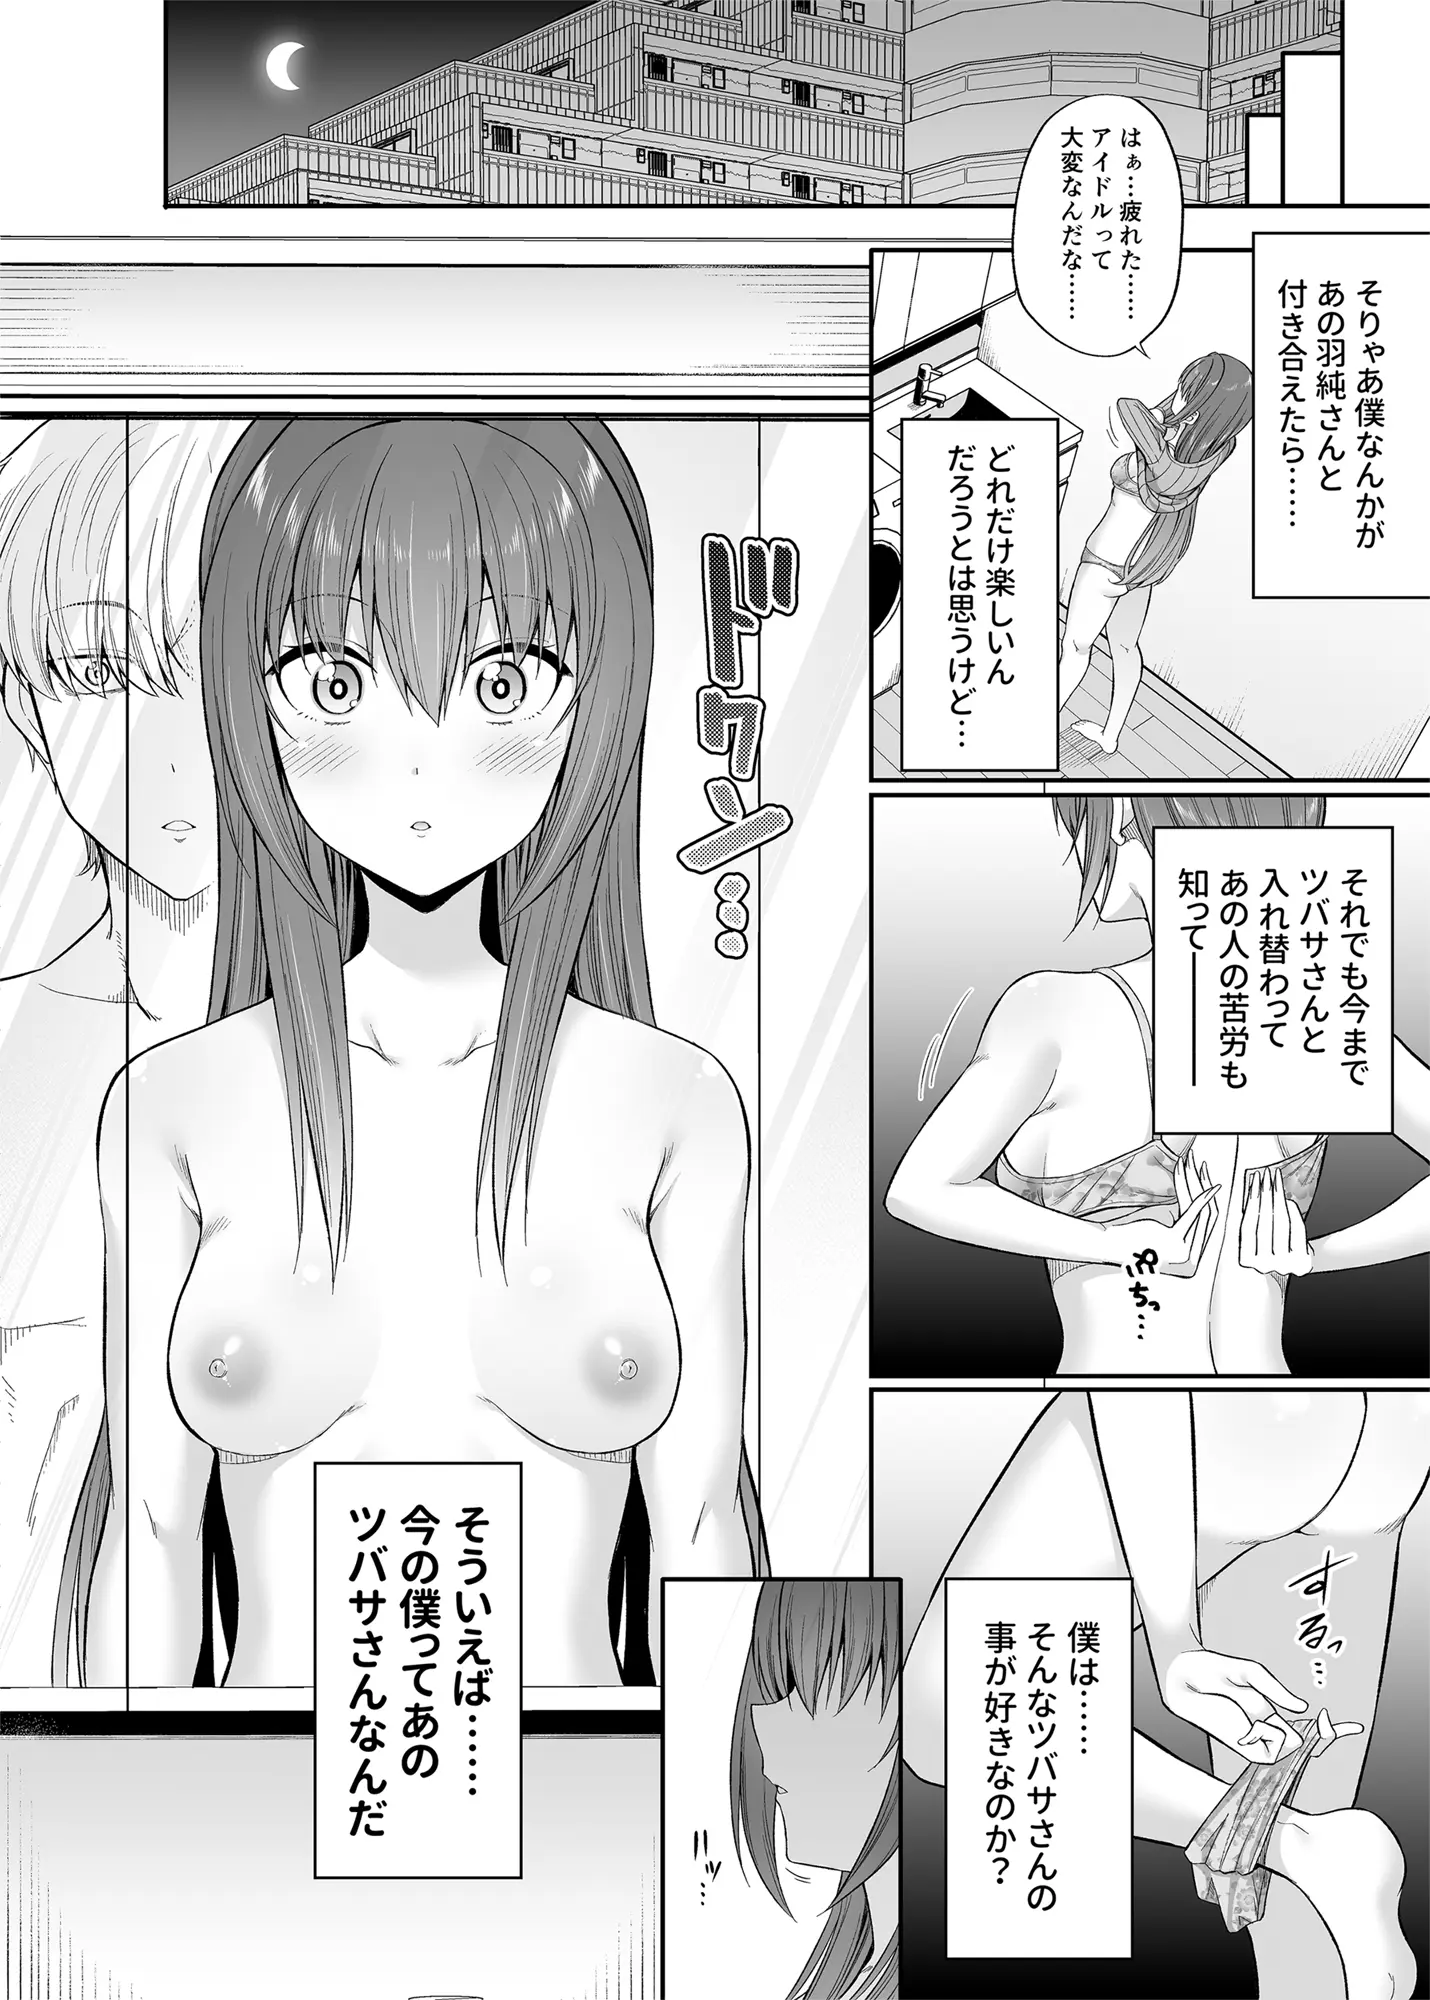 はぁ…疲れた……
アイドルって
大変なんだな……
そりゃあ僕なんかが
あの羽純さんと
付き合えたら……
どれだけ楽しいん
だろうとは思うけど…
それでも今まで
ツバサさんと
入れ替わって
あの人の苦労も
知って――
ぷちっ…
僕は……
そんなツバサさんの
事が好きなのか？
するっ…
ドクン…
そういえば……
今の僕ってあの
ツバサさんなんだ